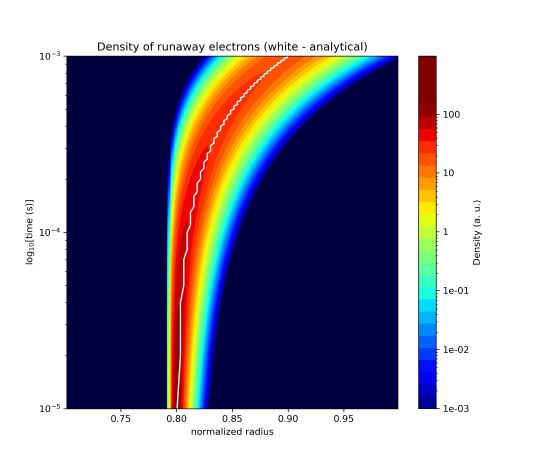 Density of runaway electrons (white - analytical)
10⁻³
10⁻⁴
10⁻⁵
log₁₀[time (s)]
0.75 0.80 0.85 0.90 0.95
normalized radius
100
10
1
1e-01
1e-02
1e-03
Density (a. u.)